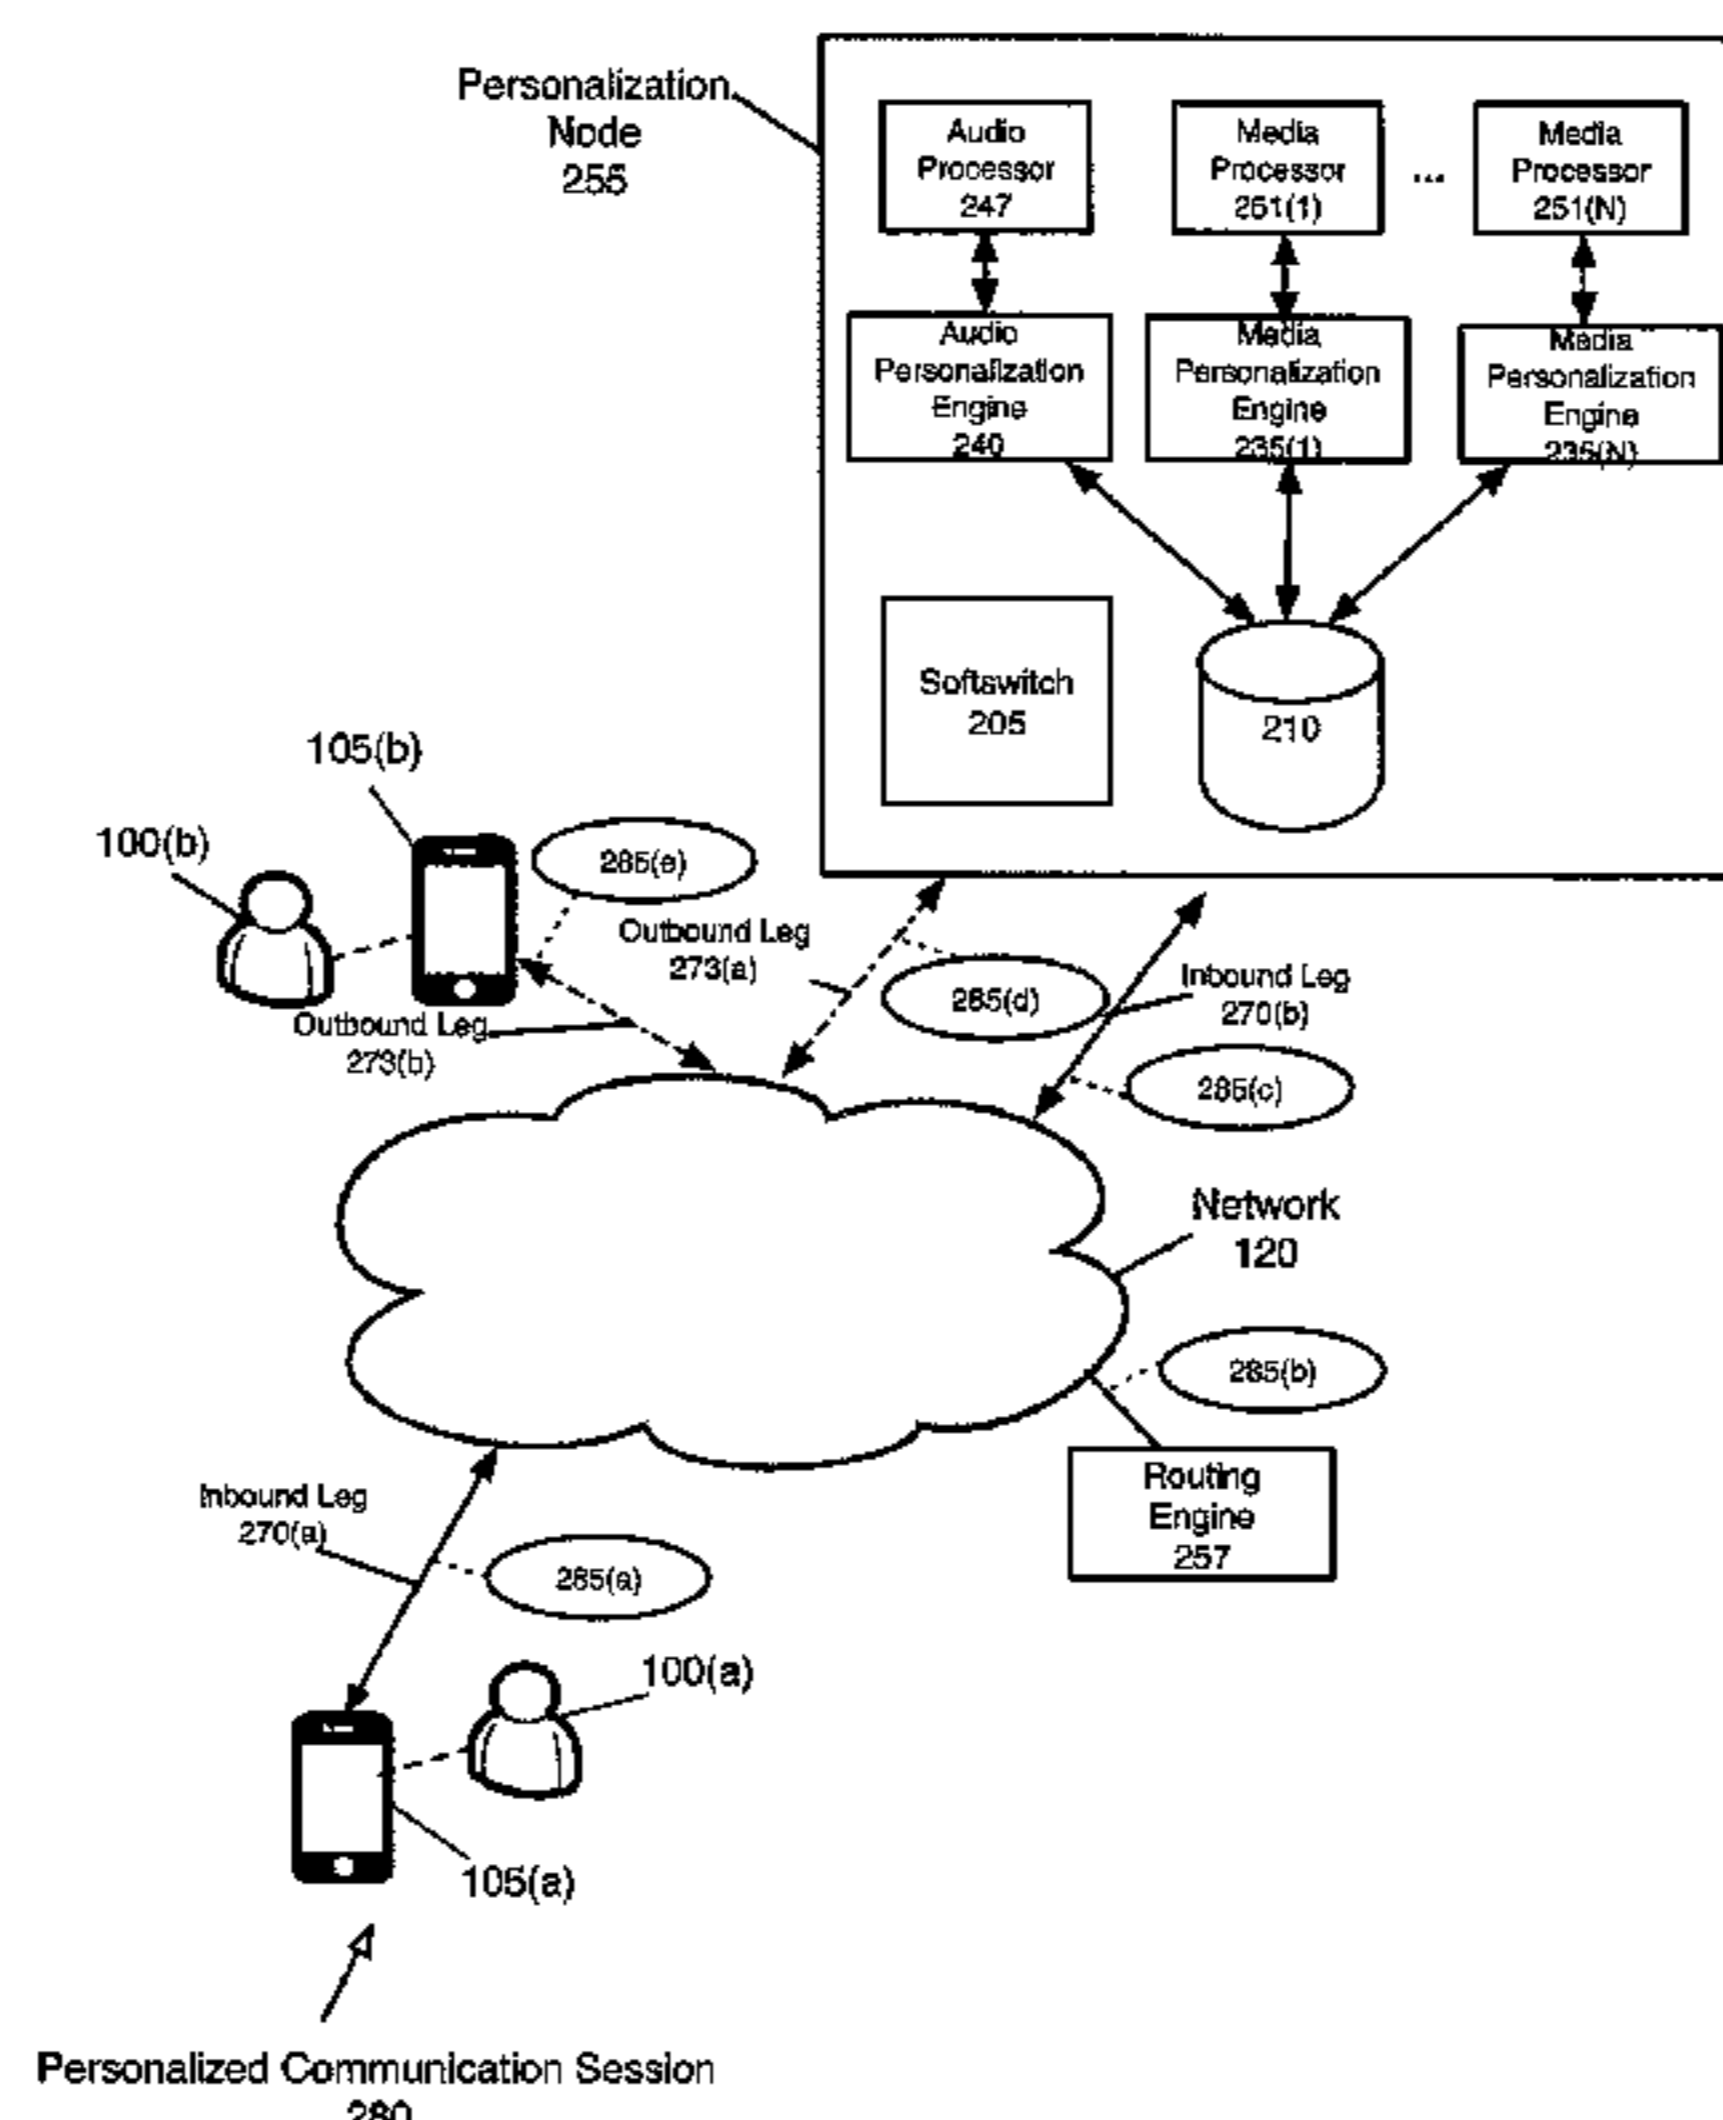 Personalization
Node
255
Audio
Processor
247
Media
Processor
251(1)
...
Media
Processor
251(N)
Audio
Personalization
Engine
240
Media
Personalization
Engine
235(1)
Media
Personalization
Engine
235(N)
Softswitch
205
210
105(b)
100(b)
285(e)
Outbound Leg
273(a)
285(d)
Inbound Leg
270(b)
Outbound Leg
273(b)
285(c)
Network
120
285(b)
Routing
Engine
257
Inbound Leg
270(a)
285(a)
100(a)
105(a)
Personalized Communication Session
280